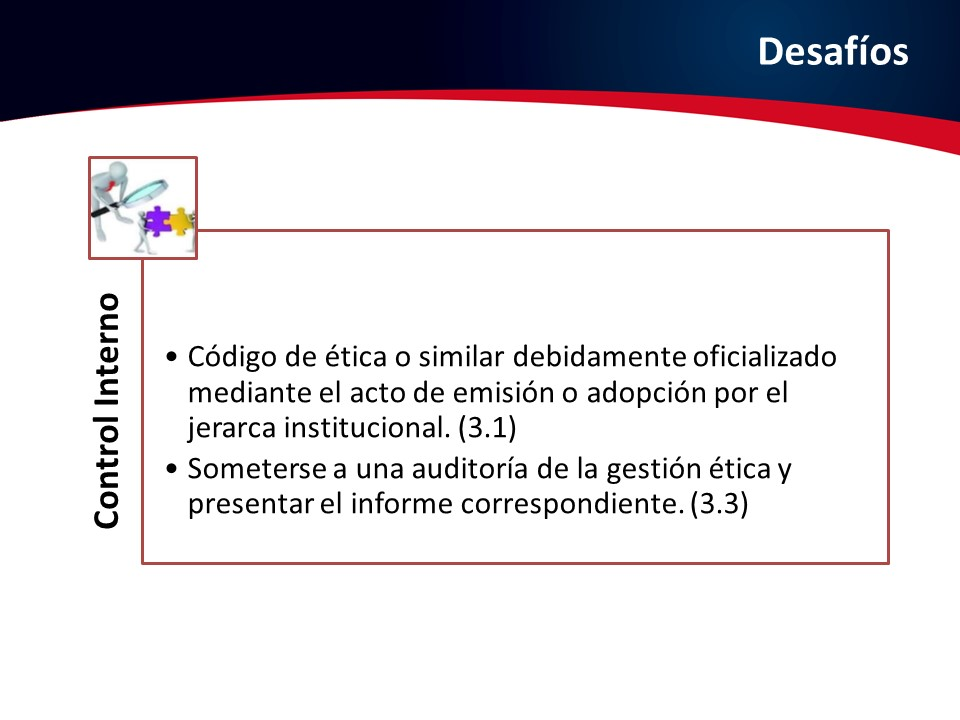 Desafíos
Control Interno
• Código de ética o similar debidamente oficializado
mediante el acto de emisión o adopción por el
jerarca institucional. (3.1)
• Someterse a una auditoría de la gestión ética y
presentar el informe correspondiente. (3.3)